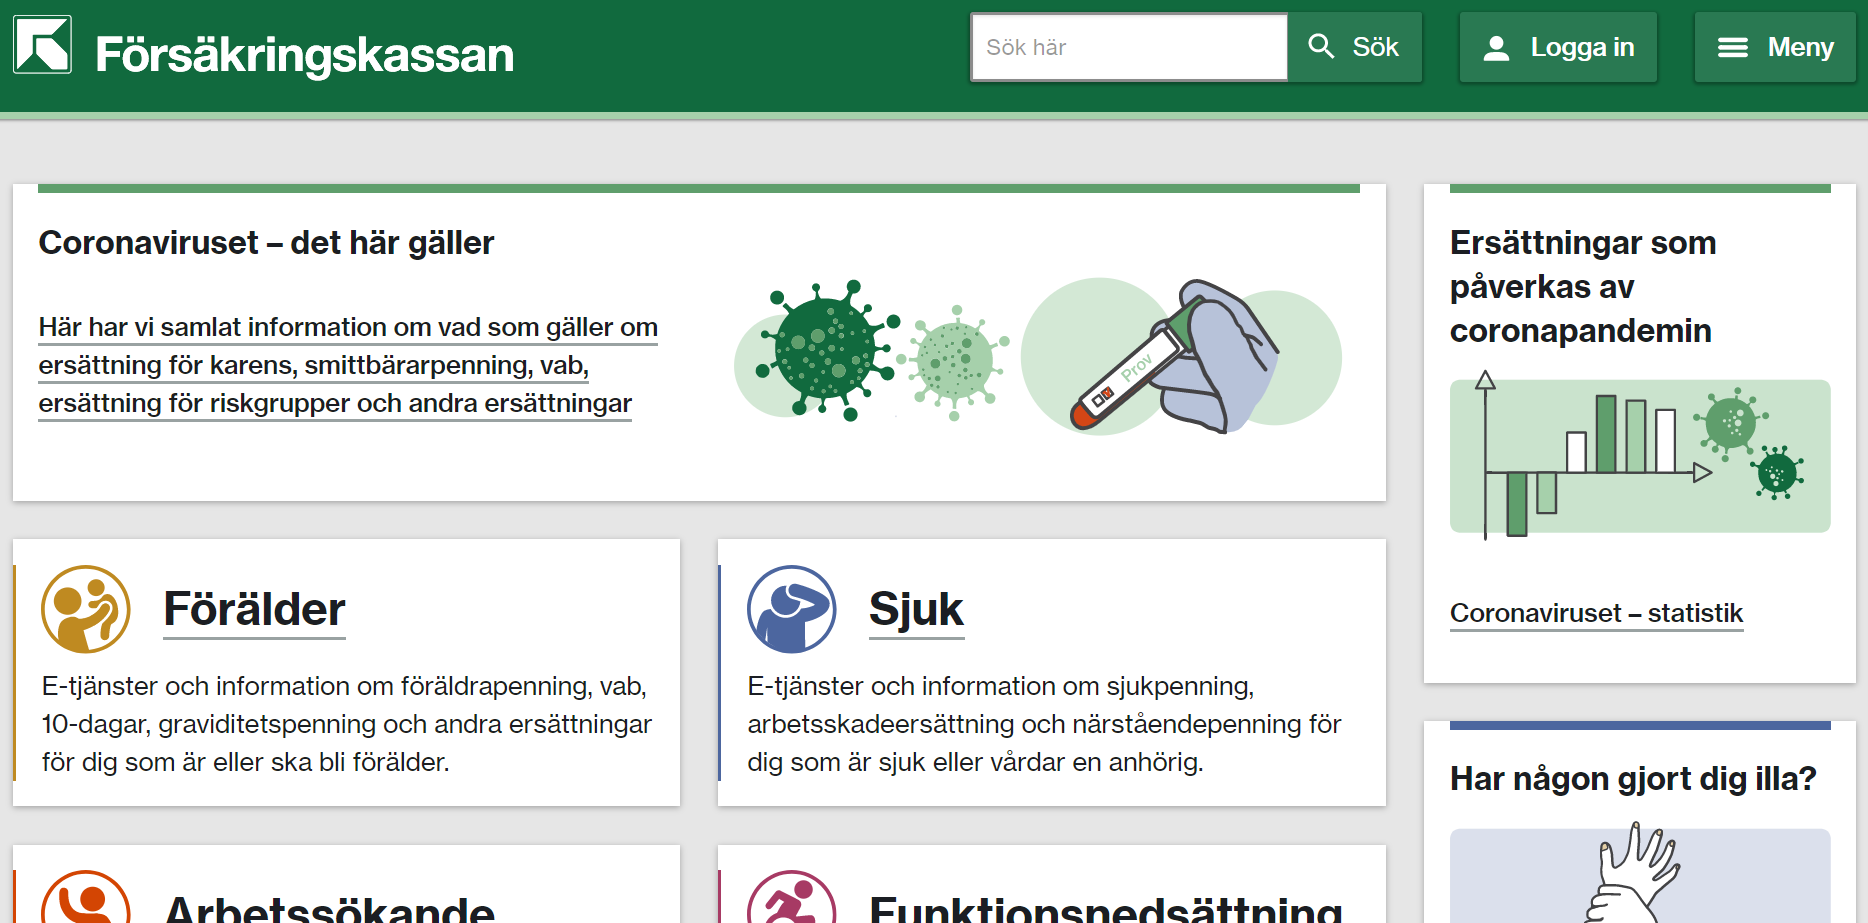 Försäkringskassan
Sök här
Sök
Logga in
Meny
Coronaviruset – det här gäller
Här har vi samlat information om vad som gäller om
ersättning för karens, smittbärarpenning, vab,
ersättning för riskgrupper och andra ersättningar
Prov
Ersättningar som
påverkas av
coronapandemin
Coronaviruset – statistik
Förälder
E-tjänster och information om föräldrapenning, vab,
10-dagar, graviditetspenning och andra ersättningar
för dig som är eller ska bli förälder.
Sjuk
E-tjänster och information om sjukpenning,
arbetsskadeersättning och närståendepenning för
dig som är sjuk eller vårdar en anhörig.
Har någon gjort dig illa?
Arbetssökande
Funktionsnedsättning